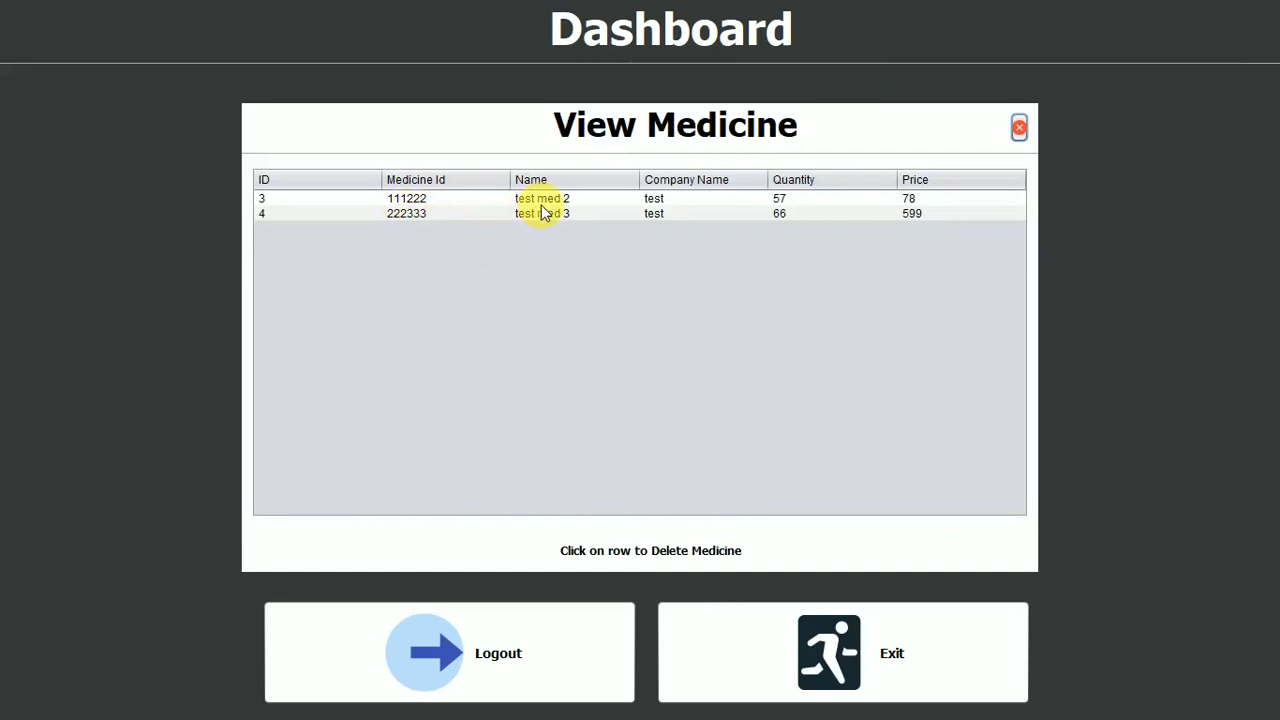 Dashboard
View Medicine
ID Medicine Id Name Company Name Quantity Price
3 111222 test med 2 test 57 78
4 222333 test med 3 test 66 599
Click on row to Delete Medicine
Logout Exit